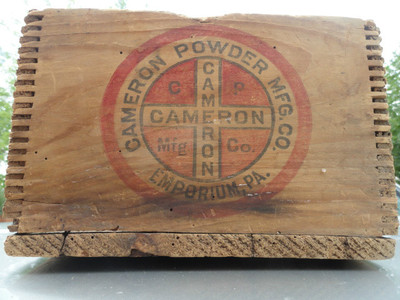 CAMERON POWDER MFG. CO.
C P
CAMERON
CAMERON
Mfg Co.
EMPORIUM, PA.